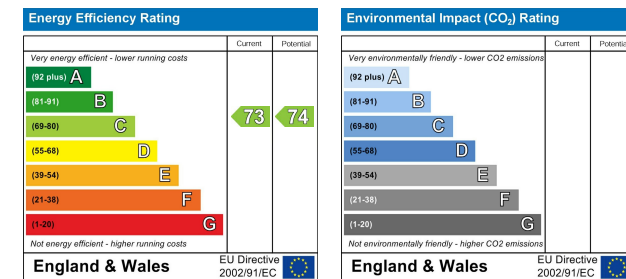 Energy Efficiency Rating
Current Potential
Very energy efficient - lower running costs
(92 plus) A
(81-91) B
(69-80) C
73 74
(55-68) D
(39-54) E
(21-38) F
(1-20) G
Not energy efficient - higher running costs
England & Wales
EU Directive
2002/91/EC
Environmental Impact (CO₂) Rating
Current Potential
Very environmentally friendly - lower CO2 emissions
(92 plus) A
(81-91) B
(69-80) C
(55-68) D
(39-54) E
(21-38) F
(1-20) G
Not environmentally friendly - higher CO2 emissions
England & Wales
EU Directive
2002/91/EC